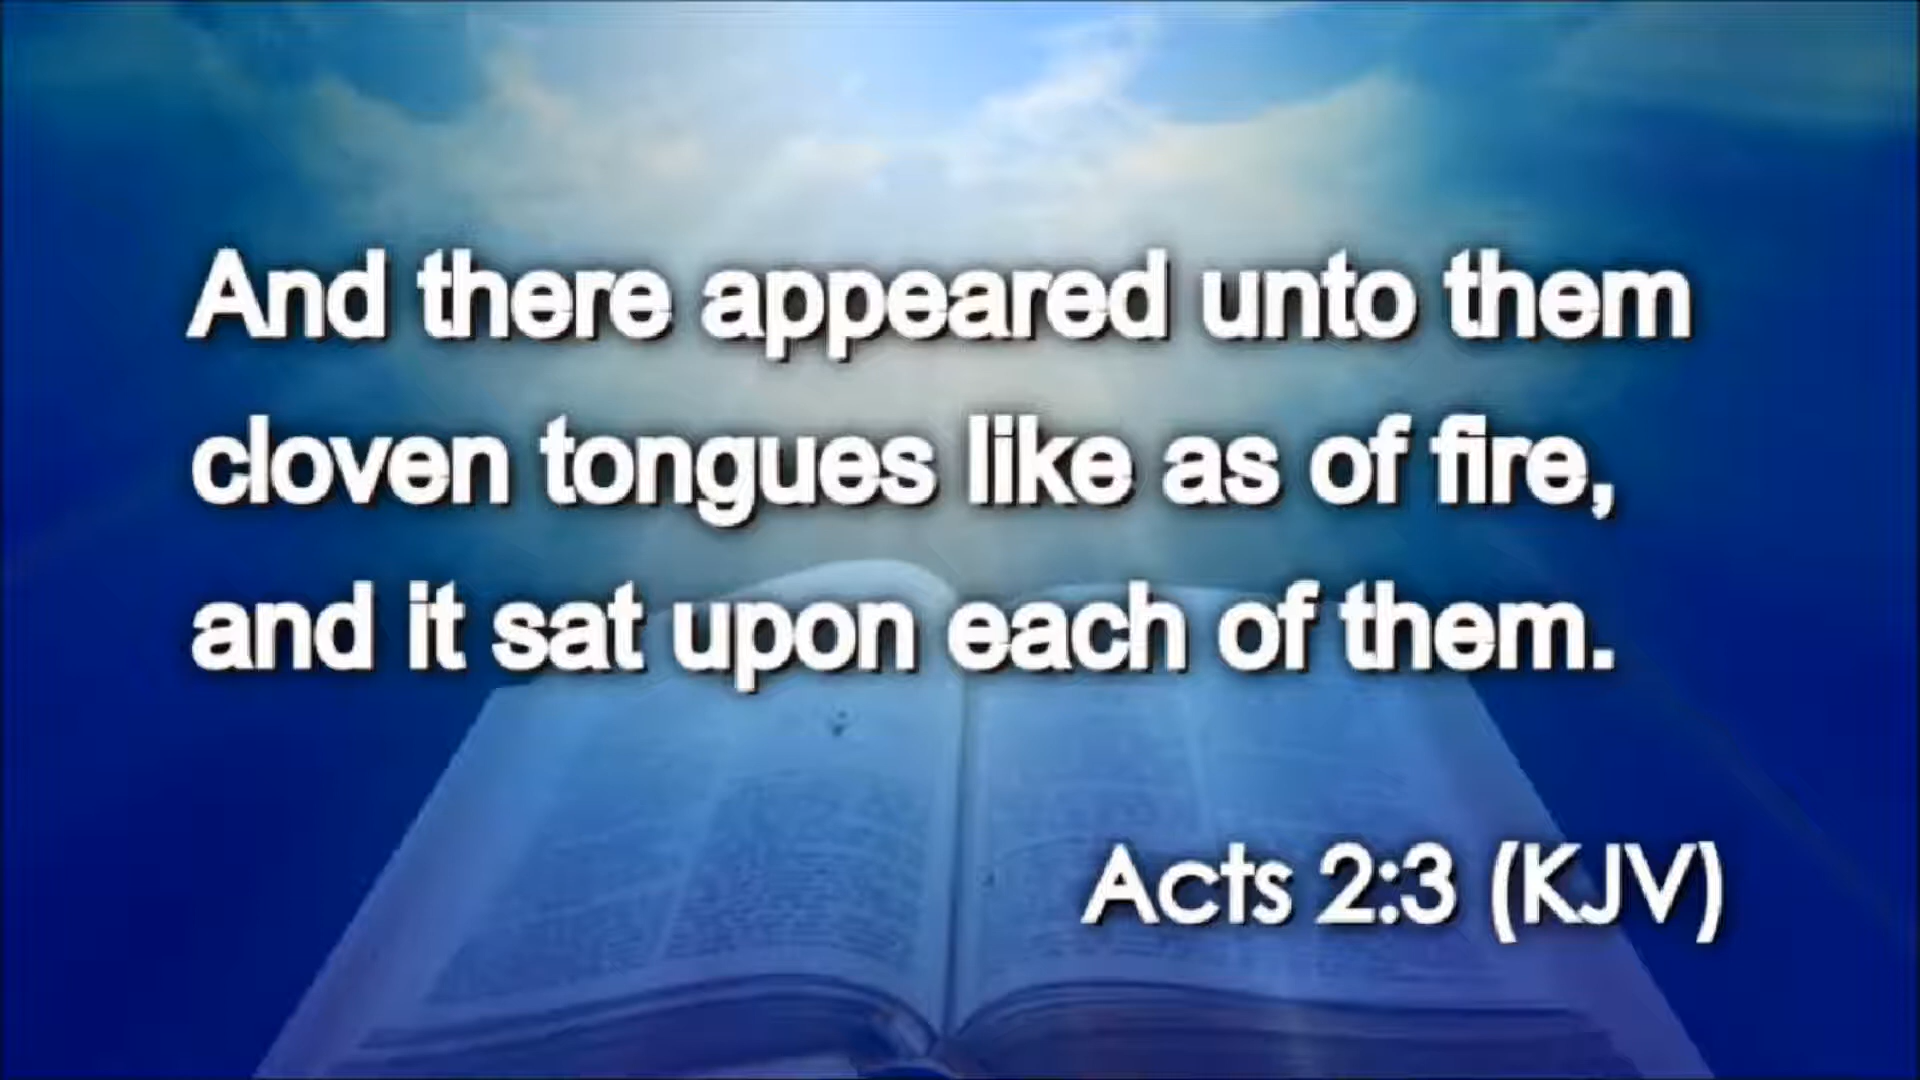 And there appeared unto them
cloven tongues like as of fire,
and it sat upon each of them.
Acts 2:3 (KJV)